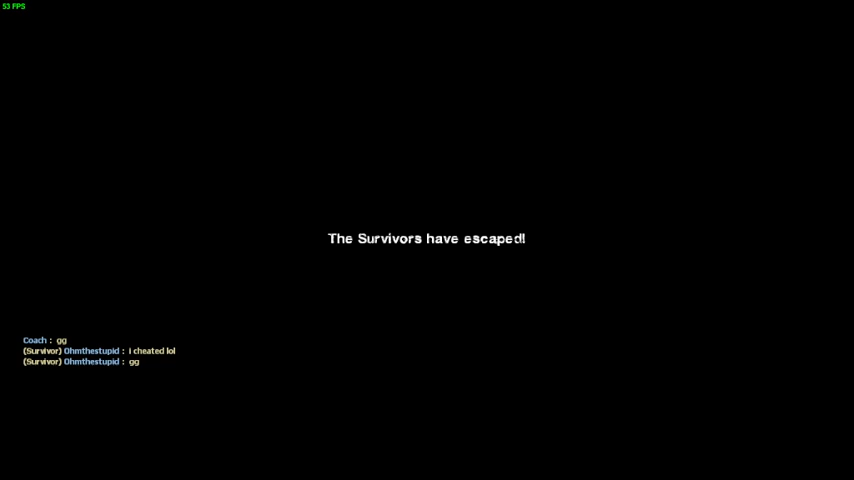 53 FPS
The Survivors have escaped!
Coach : gg
(Survivor) Ohmthestupid : i cheated lol
(Survivor) Ohmthestupid : gg